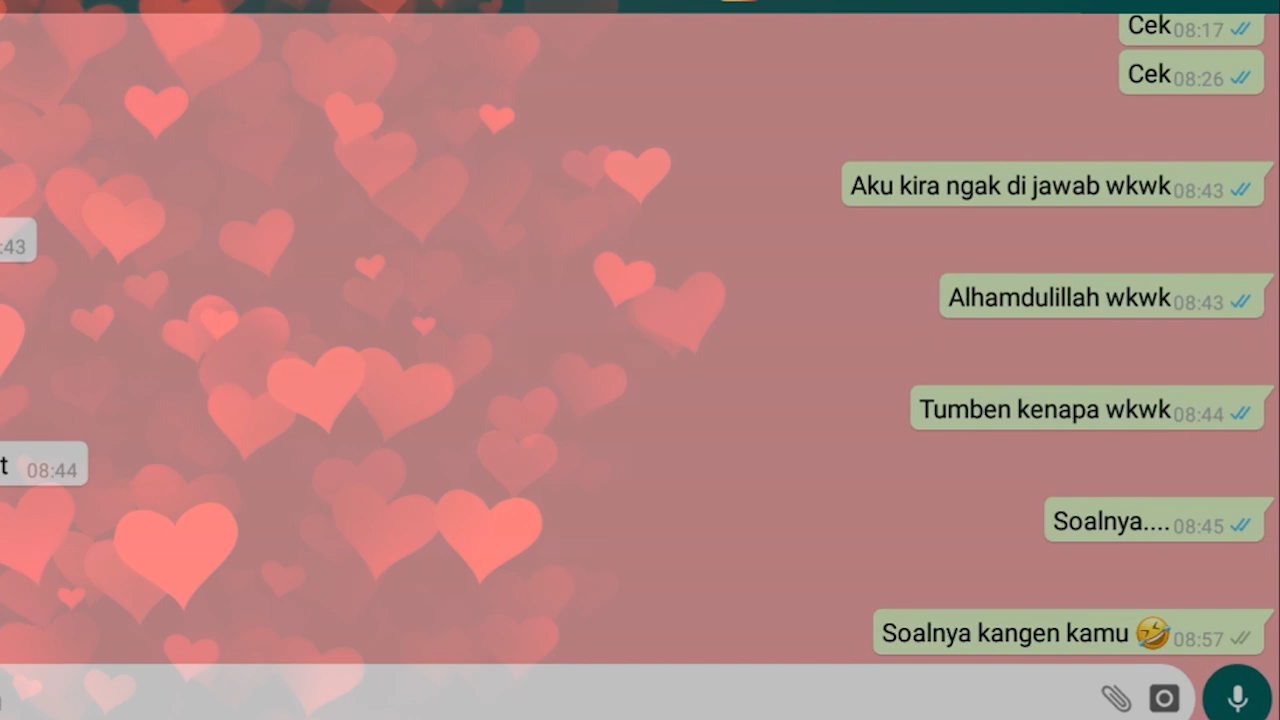 Cek 08:17
Cek 08:26
Aku kira ngak di jawab wkwk 08:43
:43
Alhamdulillah wkwk 08:43
Tumben kenapa wkwk 08:44
t 08:44
Soalnya.... 08:45
Soalnya kangen kamu 🤣 08:57